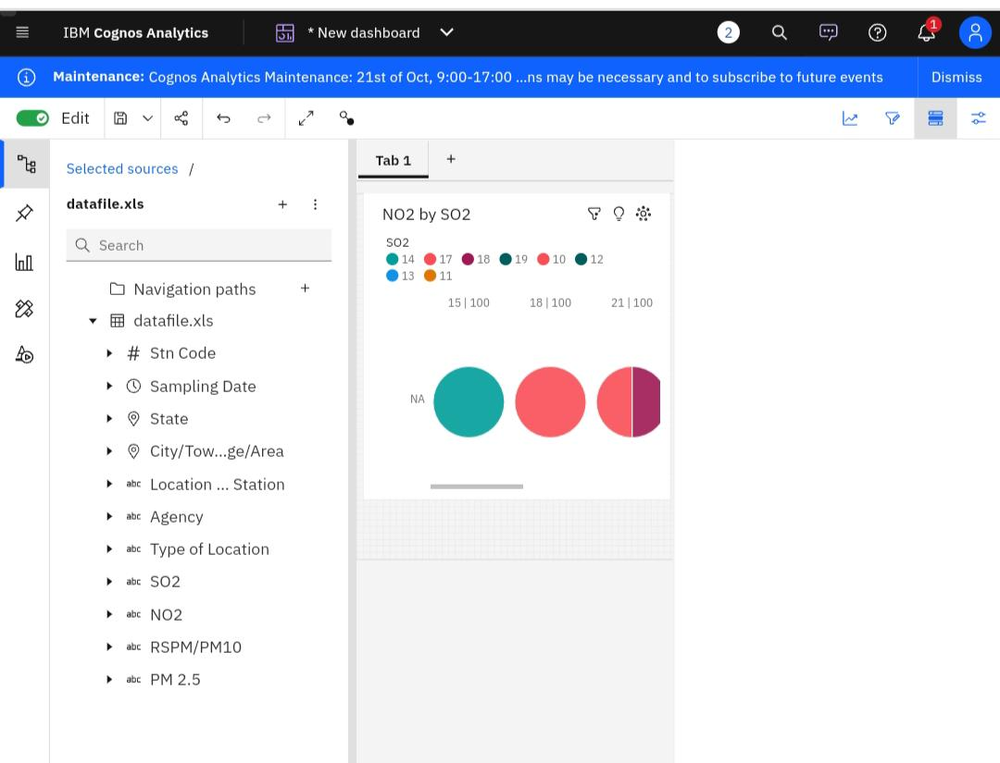 IBM Cognos Analytics
* New dashboard
2
1
Maintenance: Cognos Analytics Maintenance: 21st of Oct, 9:00-17:00 ...ns may be necessary and to subscribe to future events
Dismiss
Edit
Selected sources /
datafile.xls
Search
Navigation paths
datafile.xls
# Stn Code
Sampling Date
State
City/Tow...ge/Area
abc Location ... Station
abc Agency
abc Type of Location
abc SO2
abc NO2
abc RSPM/PM10
abc PM 2.5
Tab 1
NO2 by SO2
SO2
14 17 18 19 10 12
13 11
15 | 100 18 | 100 21 | 100
NA